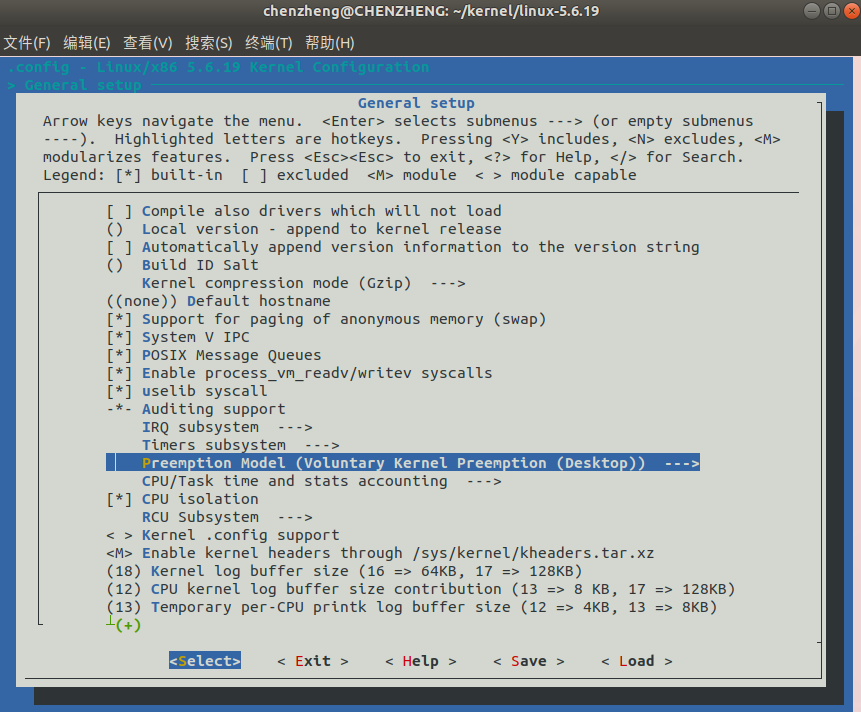 chenzheng@CHENZHENG: ~/kernel/linux-5.6.19
文件(F) 编辑(E) 查看(V) 搜索(S) 终端(T) 帮助(H)
.config - Linux/x86 5.6.19 Kernel Configuration
> General setup
General setup
Arrow keys navigate the menu.  <Enter> selects submenus ---> (or empty submenus
----).  Highlighted letters are hotkeys.  Pressing <Y> includes, <N> excludes, <M>
modularizes features.  Press <Esc><Esc> to exit, <?> for Help, </> for Search.
Legend: [*] built-in  [ ] excluded  <M> module  < > module capable
[ ] Compile also drivers which will not load
()  Local version - append to kernel release
[ ] Automatically append version information to the version string
()  Build ID Salt
Kernel compression mode (Gzip)  --->
((none)) Default hostname
[*] Support for paging of anonymous memory (swap)
[*] System V IPC
[*] POSIX Message Queues
[*] Enable process_vm_readv/writev syscalls
[*] uselib syscall
-*- Auditing support
IRQ subsystem  --->
Timers subsystem  --->
Preemption Model (Voluntary Kernel Preemption (Desktop))  --->
CPU/Task time and stats accounting  --->
[*] CPU isolation
RCU Subsystem  --->
< > Kernel .config support
<M> Enable kernel headers through /sys/kernel/kheaders.tar.xz
(18) Kernel log buffer size (16 => 64KB, 17 => 128KB)
(12) CPU kernel log buffer size contribution (13 => 8 KB, 17 => 128KB)
(13) Temporary per-CPU printk log buffer size (12 => 4KB, 13 => 8KB)
┴(+)
<Select>    < Exit >    < Help >    < Save >    < Load >